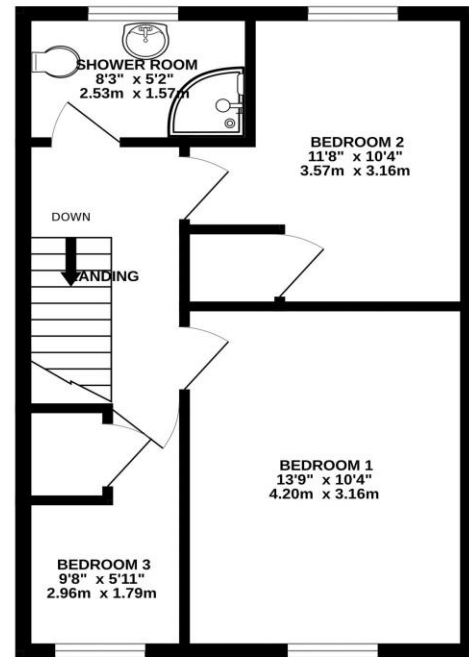 SHOWER ROOM
8'3" x 5'2"
2.53m x 1.57m
BEDROOM 2
11'8" x 10'4"
3.57m x 3.16m
DOWN
LANDING
BEDROOM 1
13'9" x 10'4"
4.20m x 3.16m
BEDROOM 3
9'8" x 5'11"
2.96m x 1.79m